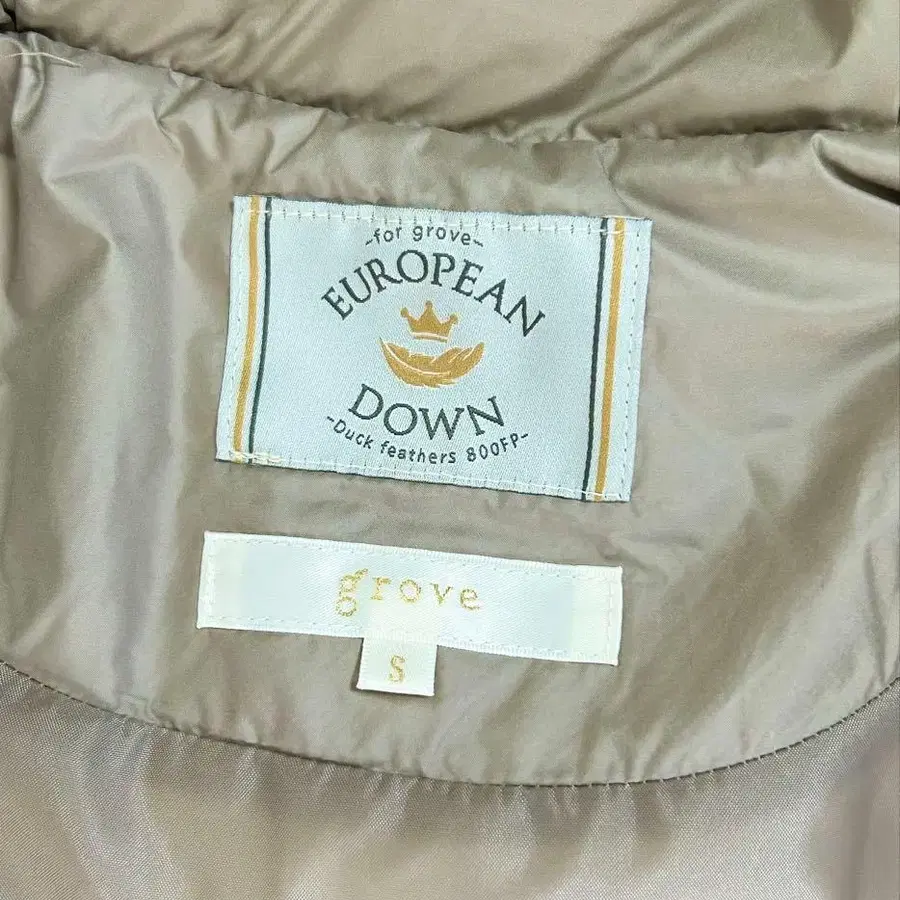 -for grove-
EUROPEAN
DOWN
-Duck feathers 800FP-
grove
S